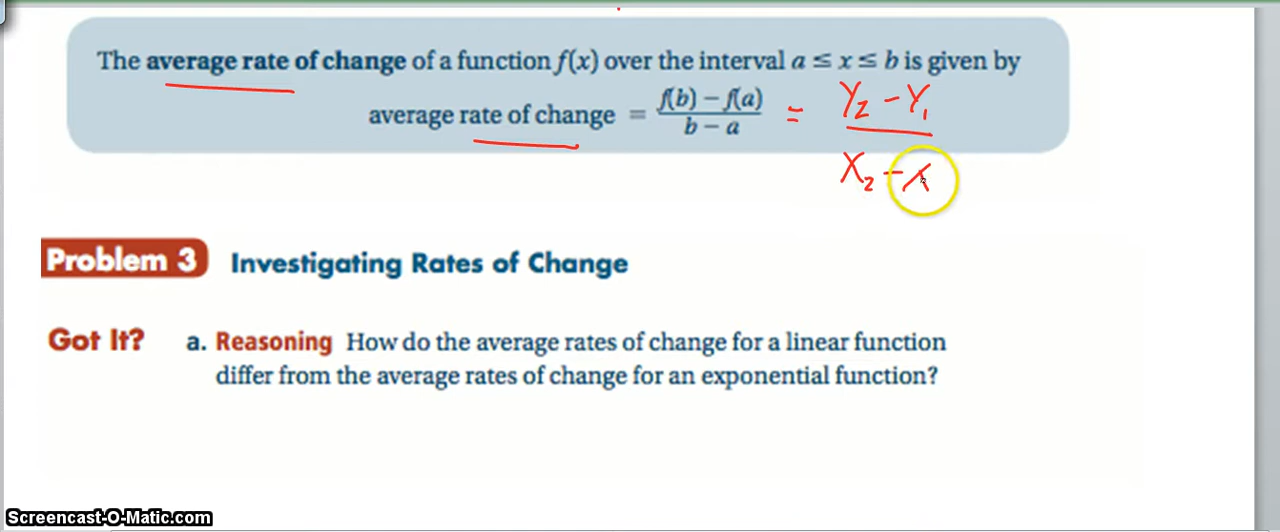 The average rate of change of a function f(x) over the interval a ≤ x ≤ b is given by
average rate of change = f(b) − f(a) / b − a = Y₂ − Y₁ / X₂ − X
Problem 3 Investigating Rates of Change
Got It? a. Reasoning How do the average rates of change for a linear function
differ from the average rates of change for an exponential function?
Screencast-O-Matic.com